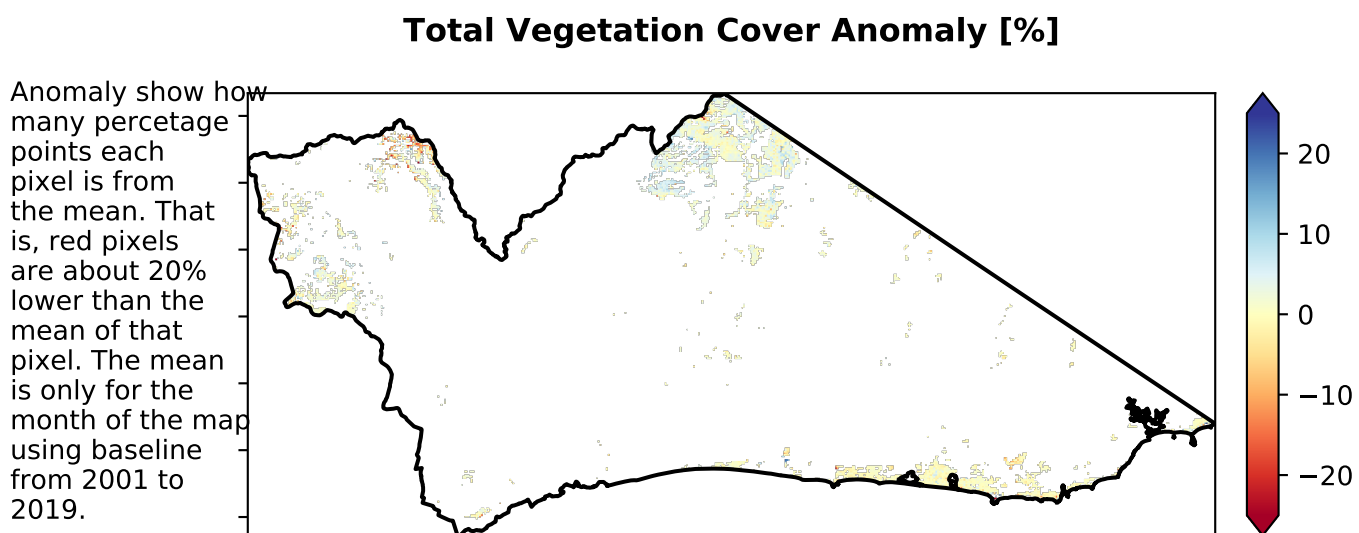 Total Vegetation Cover Anomaly [%]
Anomaly show how
many percetage
points each
pixel is from
the mean. That
is, red pixels
are about 20%
lower than the
mean of that
pixel. The mean
is only for the
month of the map
using baseline
from 2001 to
2019.
20
10
0
−10
−20